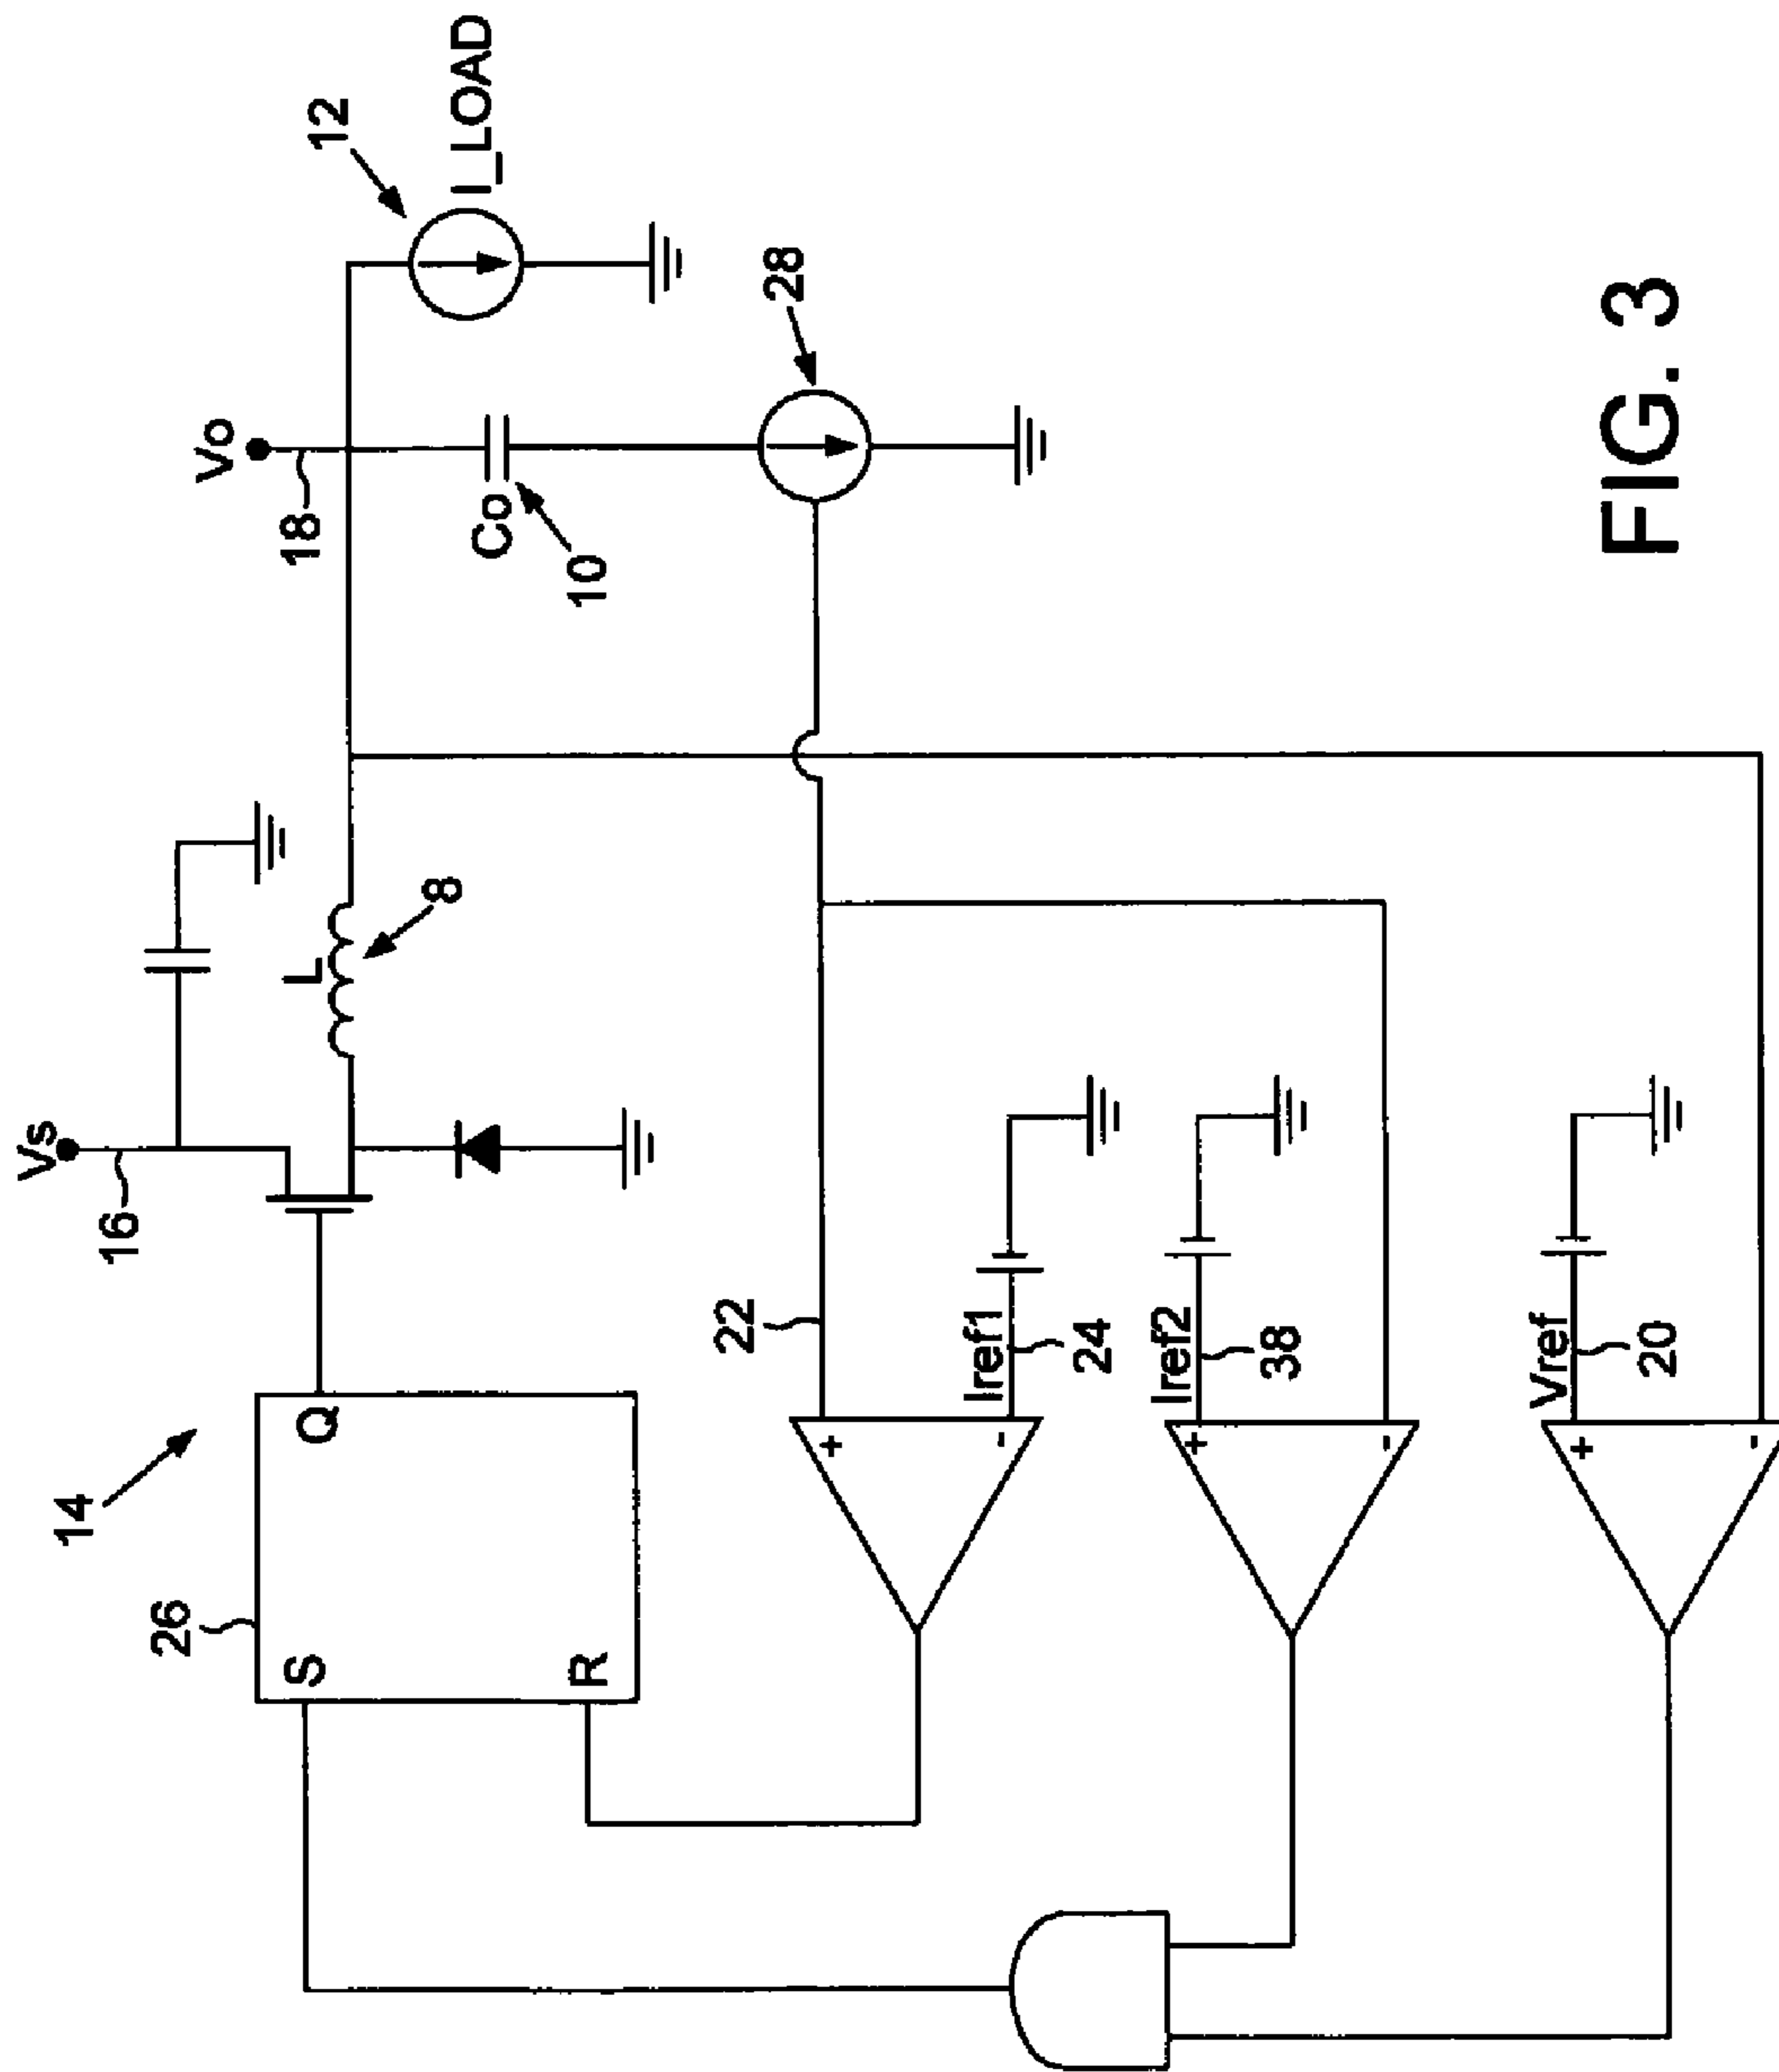 14
26
S
Q
R
Vs
16
L
8
Vo
18
Co
10
12
I_LOAD
28
22
+
-
Iref1
24
+
-
Iref2
38
+
-
Vref
20
FIG. 3